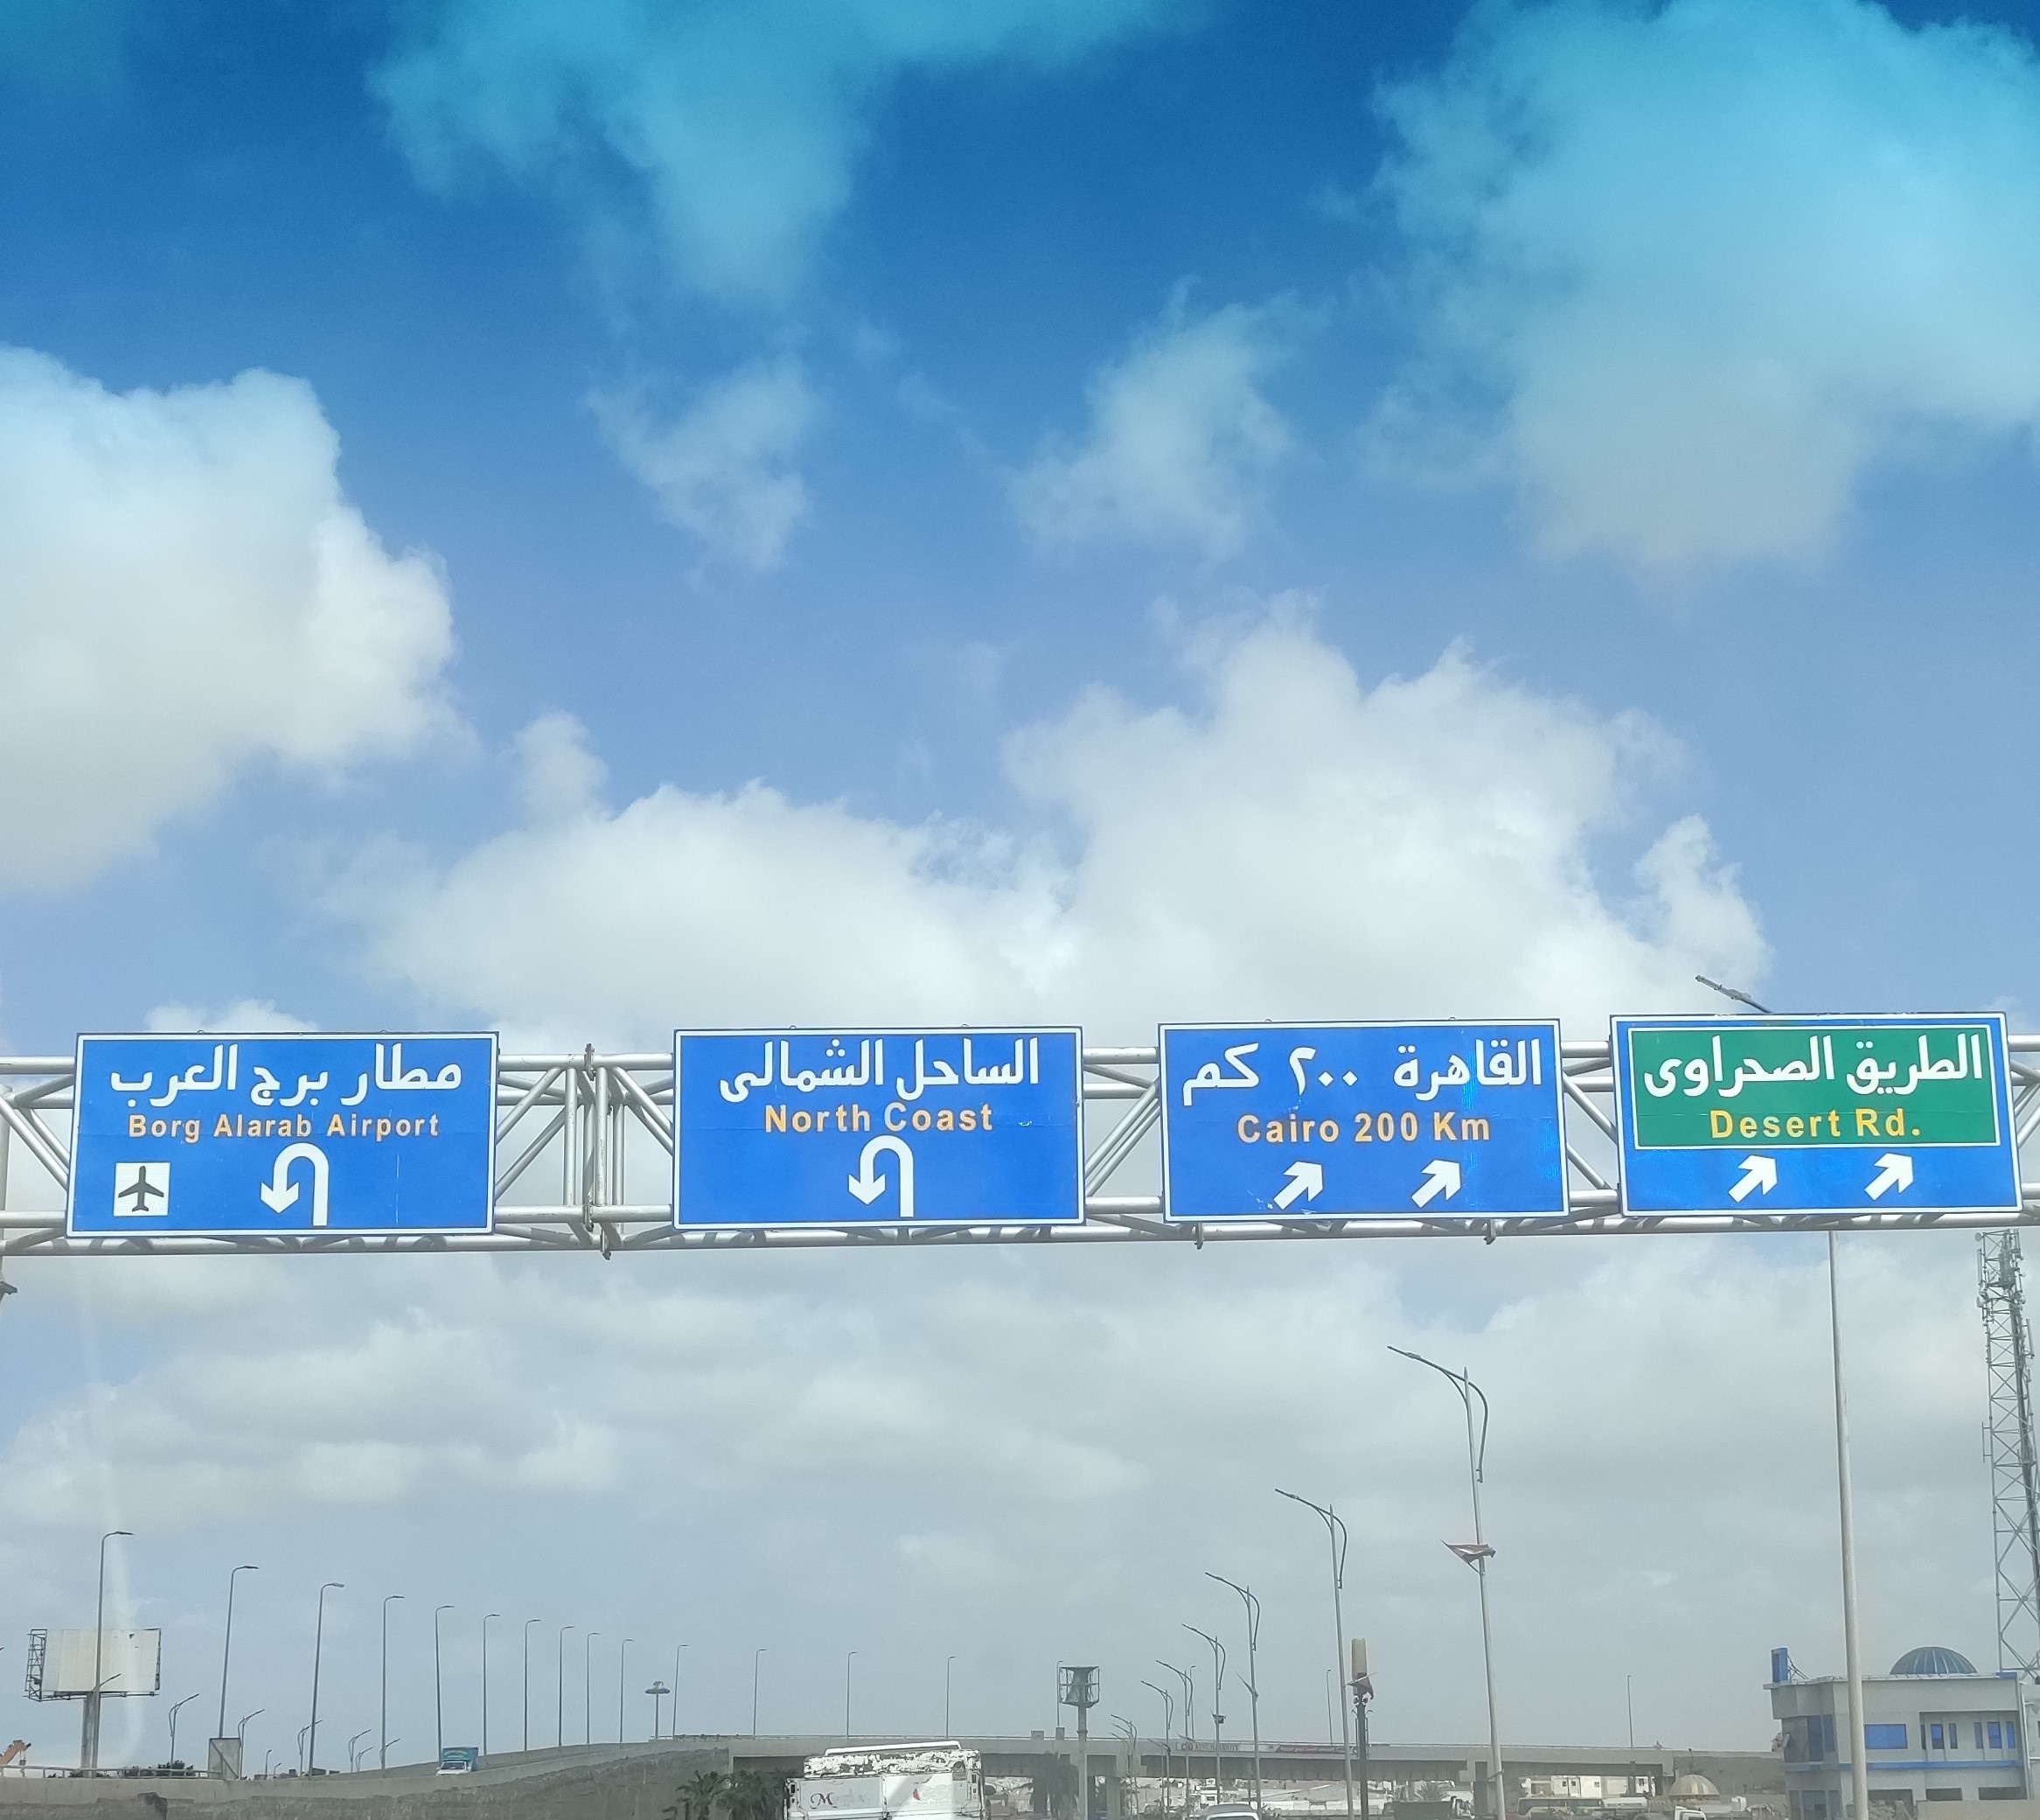 مطار برج العرب
Borg Alarab Airport
الساحل الشمالى
North Coast
القاهرة ٢٠٠ كم
Cairo 200 Km
الطريق الصحراوى
Desert Rd.